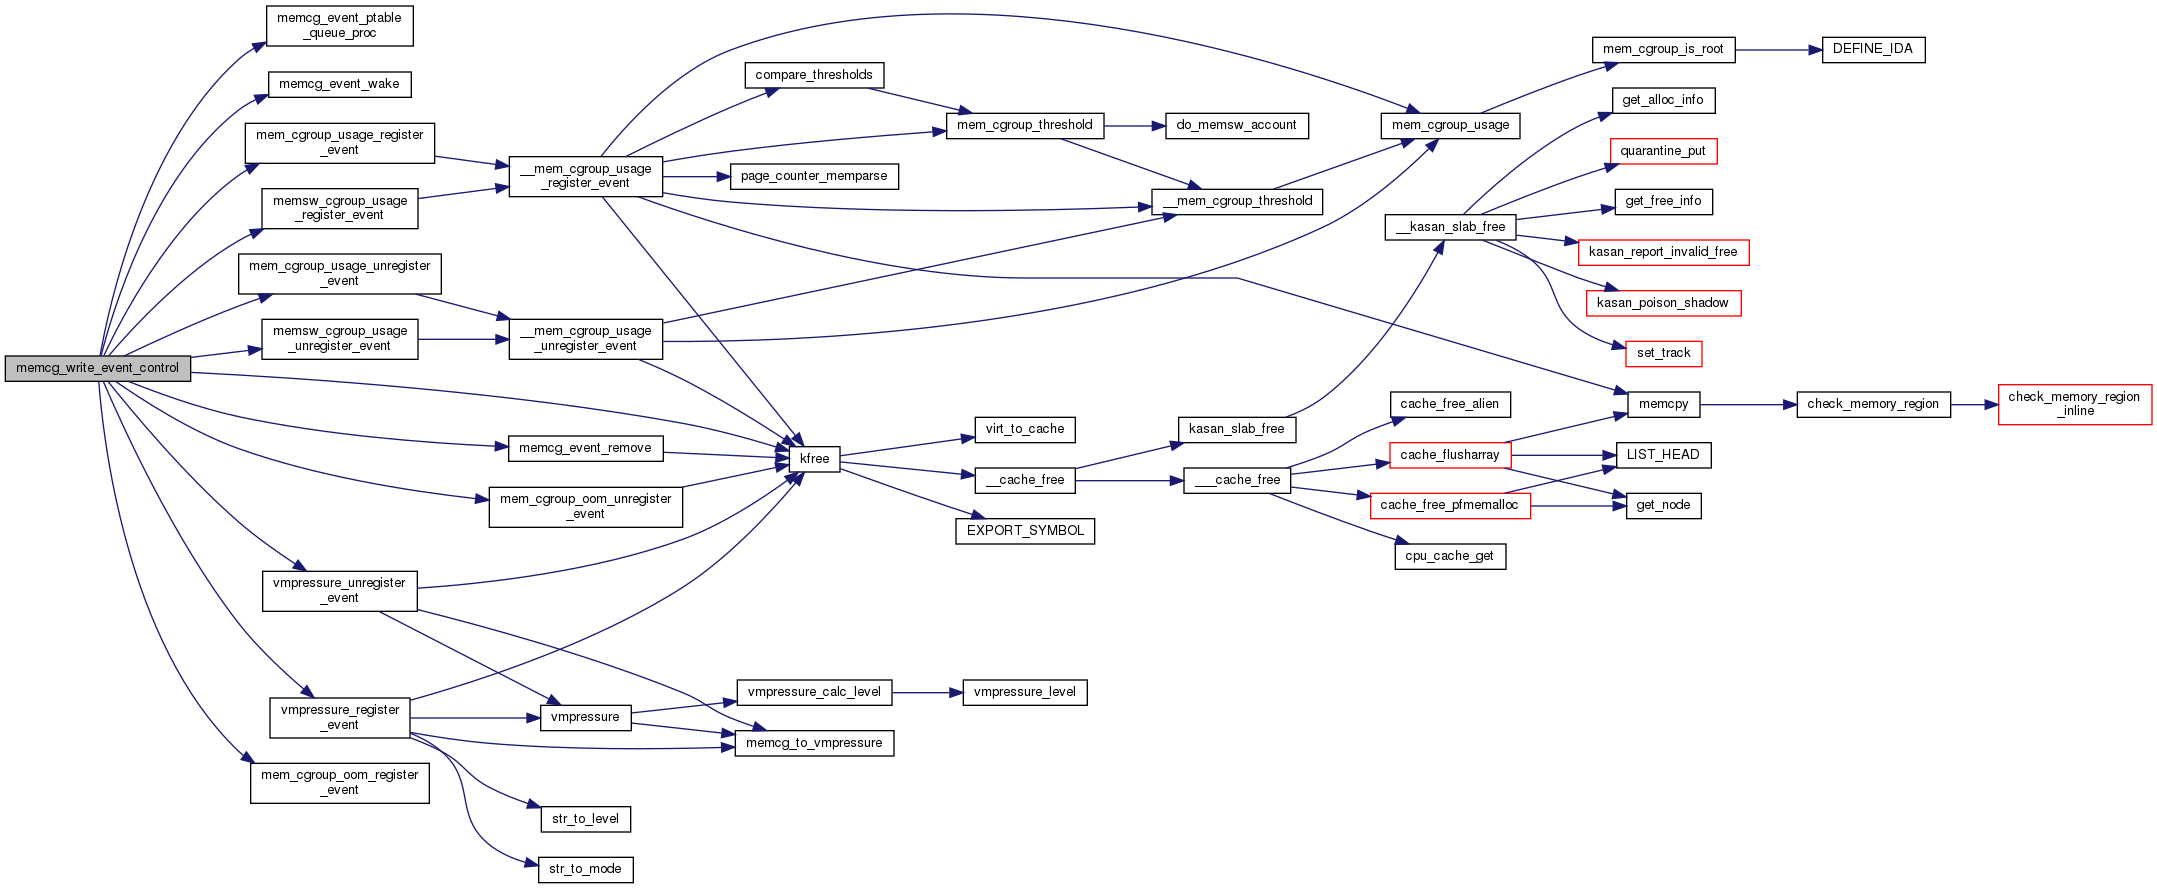 memcg_event_ptable
_queue_proc
memcg_event_wake
mem_cgroup_usage_register
_event
memsw_cgroup_usage
_register_event
mem_cgroup_usage_unregister
_event
memsw_cgroup_usage
_unregister_event
memcg_write_event_control
__mem_cgroup_usage
_register_event
__mem_cgroup_usage
_unregister_event
memcg_event_remove
mem_cgroup_oom_unregister
_event
vmpressure_unregister
_event
vmpressure_register
_event
mem_cgroup_oom_register
_event
vmpressure
str_to_level
str_to_mode
compare_thresholds
page_counter_memparse
kfree
vmpressure_calc_level
memcg_to_vmpressure
mem_cgroup_threshold
virt_to_cache
__cache_free
EXPORT_SYMBOL
vmpressure_level
do_memsw_account
__mem_cgroup_threshold
kasan_slab_free
___cache_free
mem_cgroup_usage
__kasan_slab_free
cache_free_alien
cache_flusharray
cache_free_pfmemalloc
cpu_cache_get
mem_cgroup_is_root
get_alloc_info
quarantine_put
get_free_info
kasan_report_invalid_free
kasan_poison_shadow
set_track
memcpy
LIST_HEAD
get_node
DEFINE_IDA
check_memory_region
check_memory_region
_inline